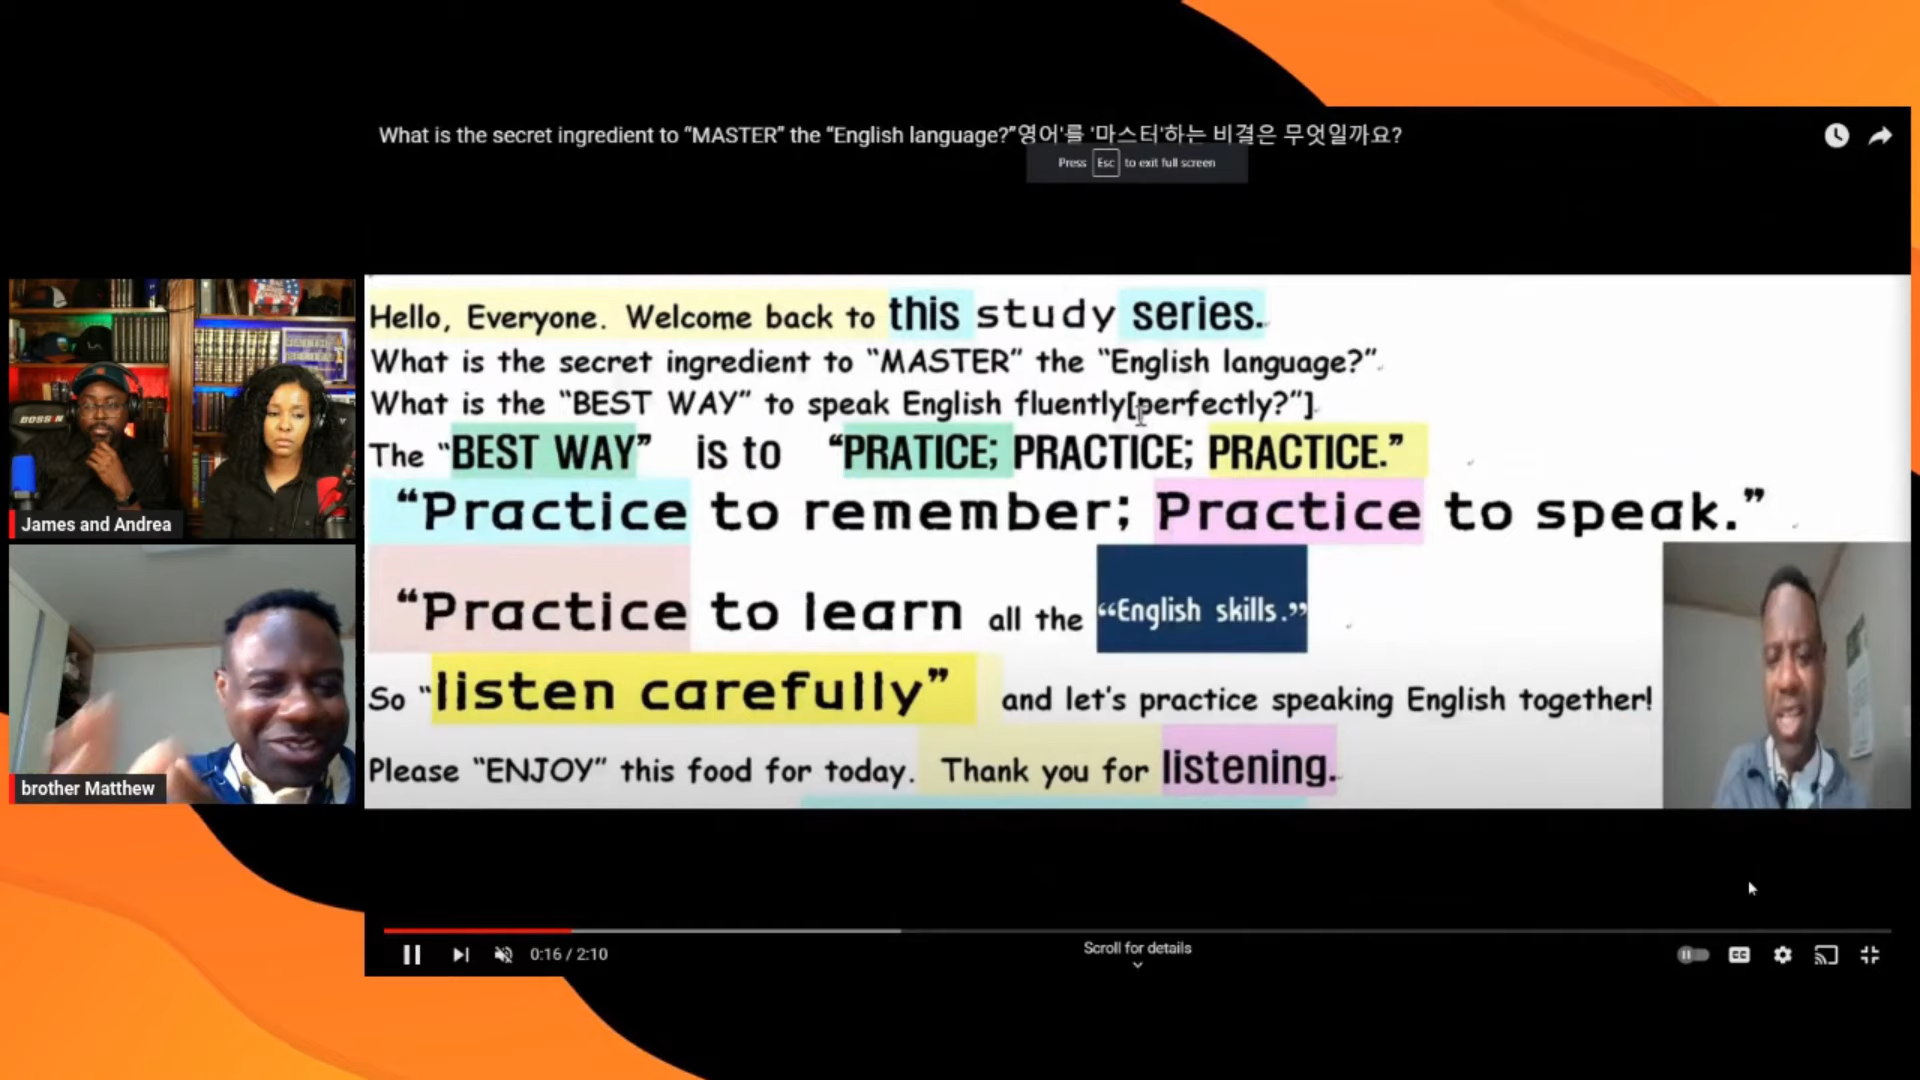 What is the secret ingredient to “MASTER” the “English language?”영어'를 '마스터'하는 비결은 무엇일까요?
Press Esc to exit full screen
Hello, Everyone. Welcome back to this study series.
What is the secret ingredient to “MASTER” the “English language?”.
What is the “BEST WAY” to speak English fluently[perfectly?”]
The “BEST WAY” is to “PRATICE; PRACTICE; PRACTICE.”
“Practice to remember; Practice to speak.”
“Practice to learn all the “English skills.”
So “listen carefully” and let’s practice speaking English together!
Please “ENJOY” this food for today. Thank you for listening.
BOSSIN
James and Andrea
brother Matthew
0:16 / 2:10
Scroll for details
CC